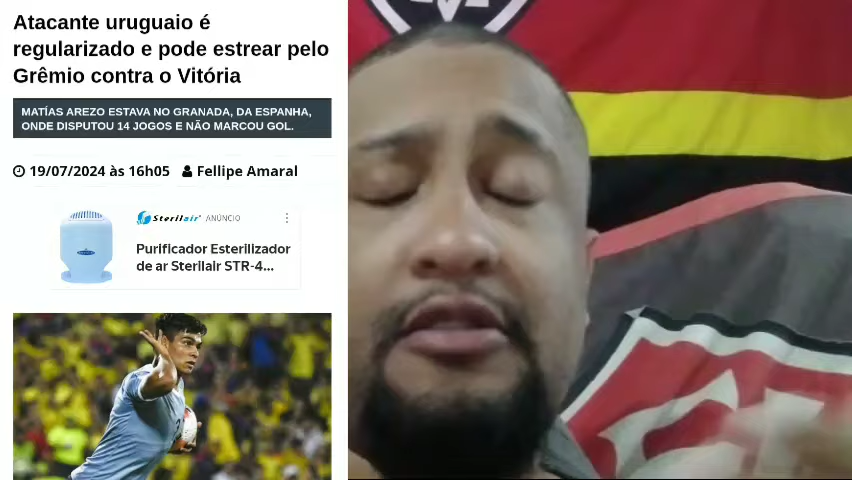 Atacante uruguaio é
regularizado e pode estrear pelo
Grêmio contra o Vitória
MATÍAS AREZO ESTAVA NO GRANADA, DA ESPANHA,
ONDE DISPUTOU 14 JOGOS E NÃO MARCOU GOL.
19/07/2024 às 16h05 Fellipe Amaral
Sterilair ANÚNCIO
Purificador Esterilizador
de ar Sterilair STR-4...